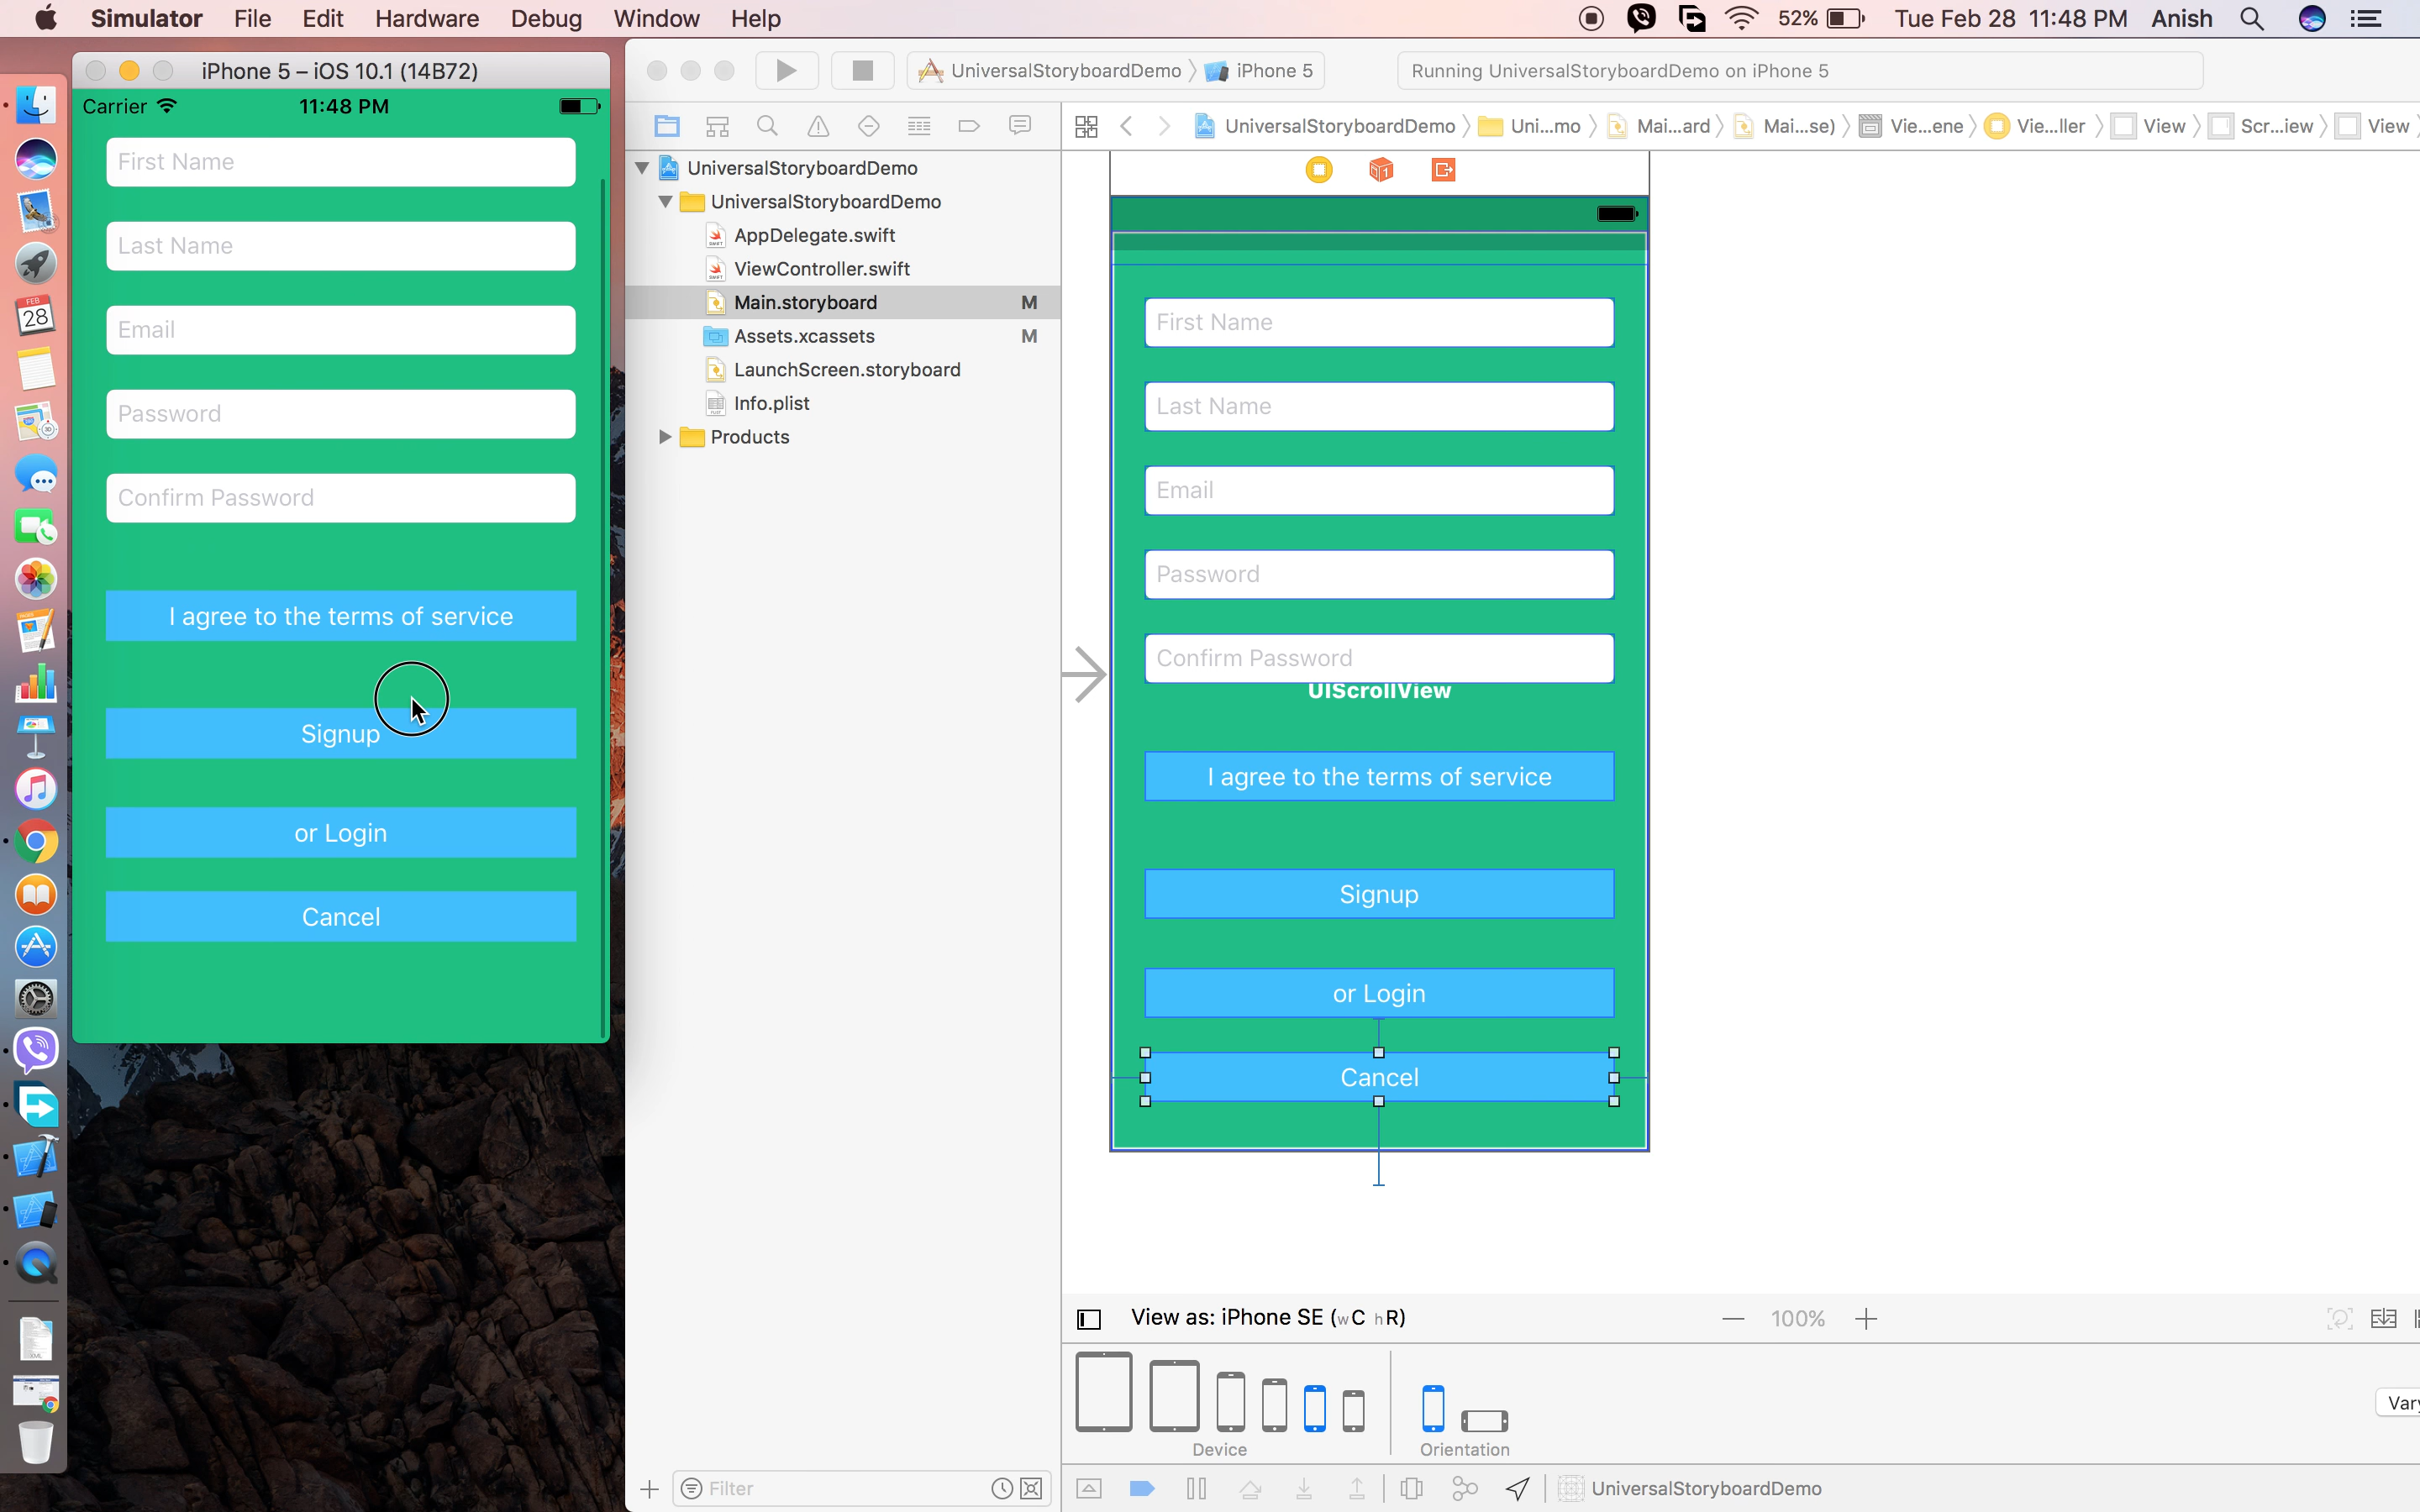 Simulator File Edit Hardware Debug Window Help 52% Tue Feb 28 11:48 PM Anish
iPhone 5 – iOS 10.1 (14B72)
Carrier 11:48 PM
First Name
Last Name
Email
Password
Confirm Password
I agree to the terms of service
Signup
or Login
Cancel
FEB
28
UniversalStoryboardDemo iPhone 5
Running UniversalStoryboardDemo on iPhone 5
UniversalStoryboardDemo Uni...mo Mai...ard Mai...se) Vie...ene Vie...ller View Scr...iew View
UniversalStoryboardDemo
UniversalStoryboardDemo
AppDelegate.swift
ViewController.swift
Main.storyboard M
Assets.xcassets M
LaunchScreen.storyboard
Info.plist
Products
First Name
Last Name
Email
Password
Confirm Password
UIScrollView
I agree to the terms of service
Signup
or Login
Cancel
View as: iPhone SE (wC hR)
100%
Device
Orientation
Vary
Filter
UniversalStoryboardDemo